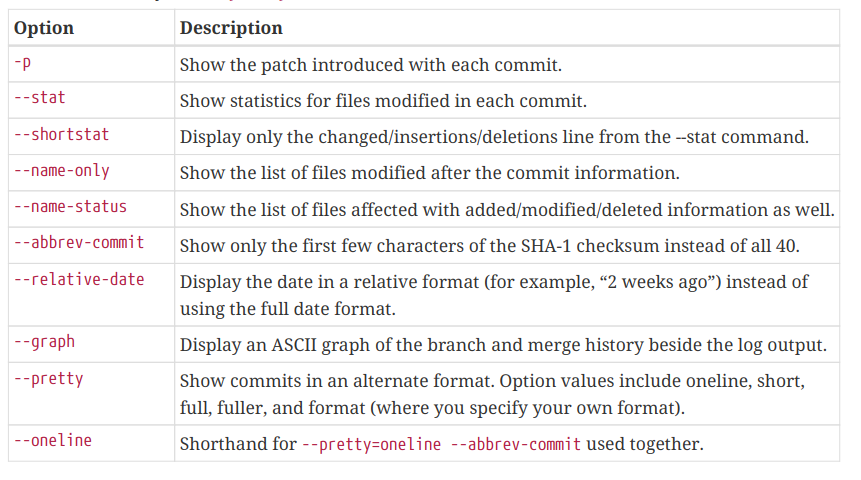 Option Description
-p Show the patch introduced with each commit.
--stat Show statistics for files modified in each commit.
--shortstat Display only the changed/insertions/deletions line from the --stat command.
--name-only Show the list of files modified after the commit information.
--name-status Show the list of files affected with added/modified/deleted information as well.
--abbrev-commit Show only the first few characters of the SHA-1 checksum instead of all 40.
--relative-date Display the date in a relative format (for example, “2 weeks ago”) instead of
using the full date format.
--graph Display an ASCII graph of the branch and merge history beside the log output.
--pretty Show commits in an alternate format. Option values include oneline, short,
full, fuller, and format (where you specify your own format).
--oneline Shorthand for --pretty=oneline --abbrev-commit used together.